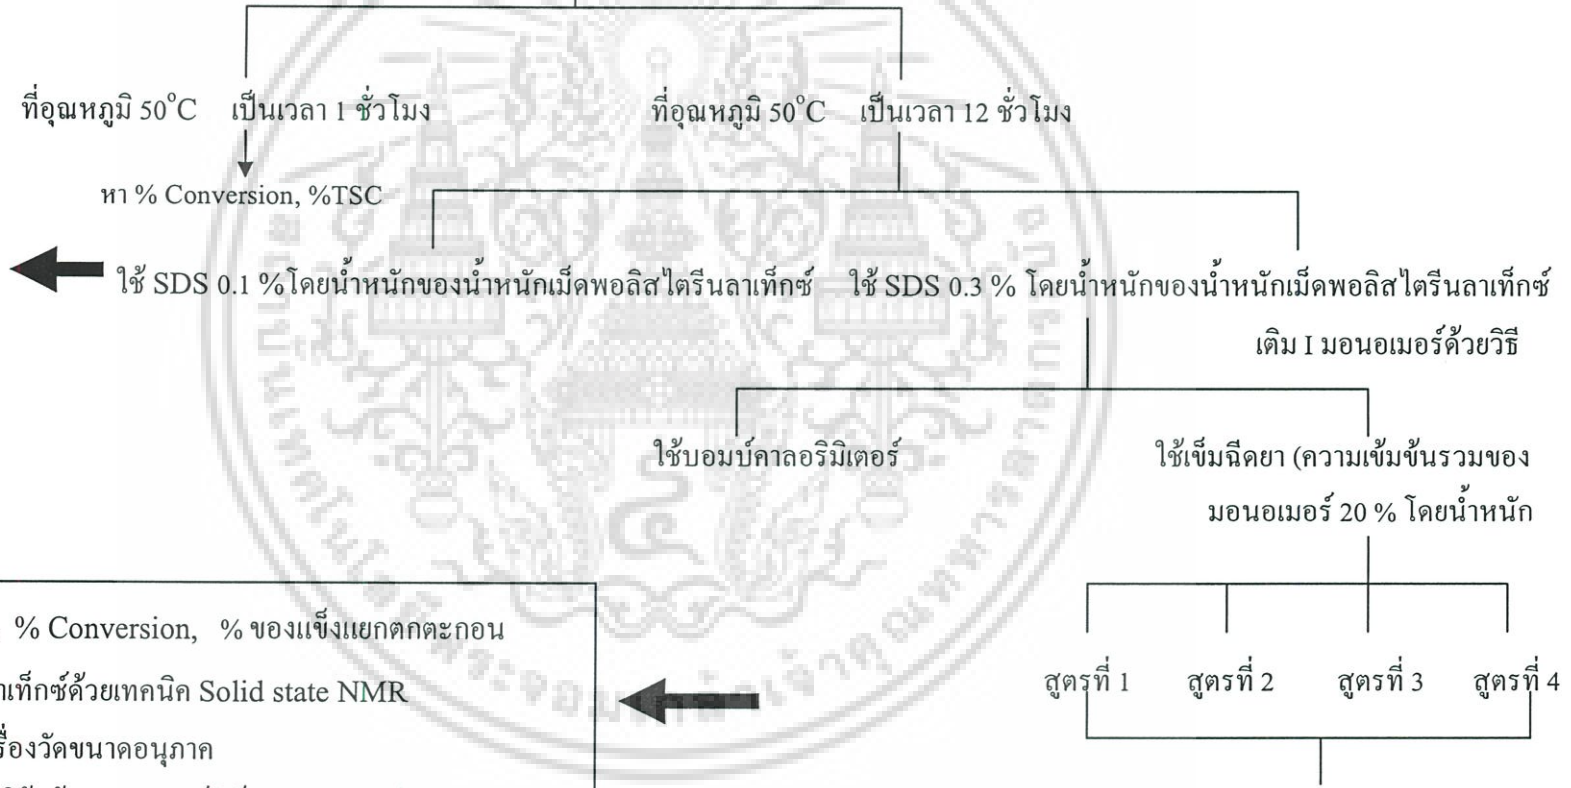 ที่อุณหภูมิ 50°C เป็นเวลา 1 ชั่วโมง
ที่อุณหภูมิ 50°C เป็นเวลา 12 ชั่วโมง
หา % Conversion, %TSC
ใช้ SDS 0.1 %โดยน้ำหนักของน้ำหนักเม็ดพอลิสไตรีนลาเท็กซ์
ใช้ SDS 0.3 % โดยน้ำหนักของน้ำหนักเม็ดพอลิสไตรีนลาเท็กซ์
เติม I มอนอเมอร์ด้วยวิธี
ใช้บอมบ์คาลอริมิเตอร์
ใช้เข็มฉีดยา (ความเข้มข้นรวมของ
มอนอเมอร์ 20 % โดยน้ำหนัก
% Conversion, % ของแข็งแยกตกตะกอน
าเท็กซ์ด้วยเทคนิค Solid state NMR
รื่องวัดขนาดอนุภาค
สูตรที่ 1 สูตรที่ 2 สูตรที่ 3 สูตรที่ 4